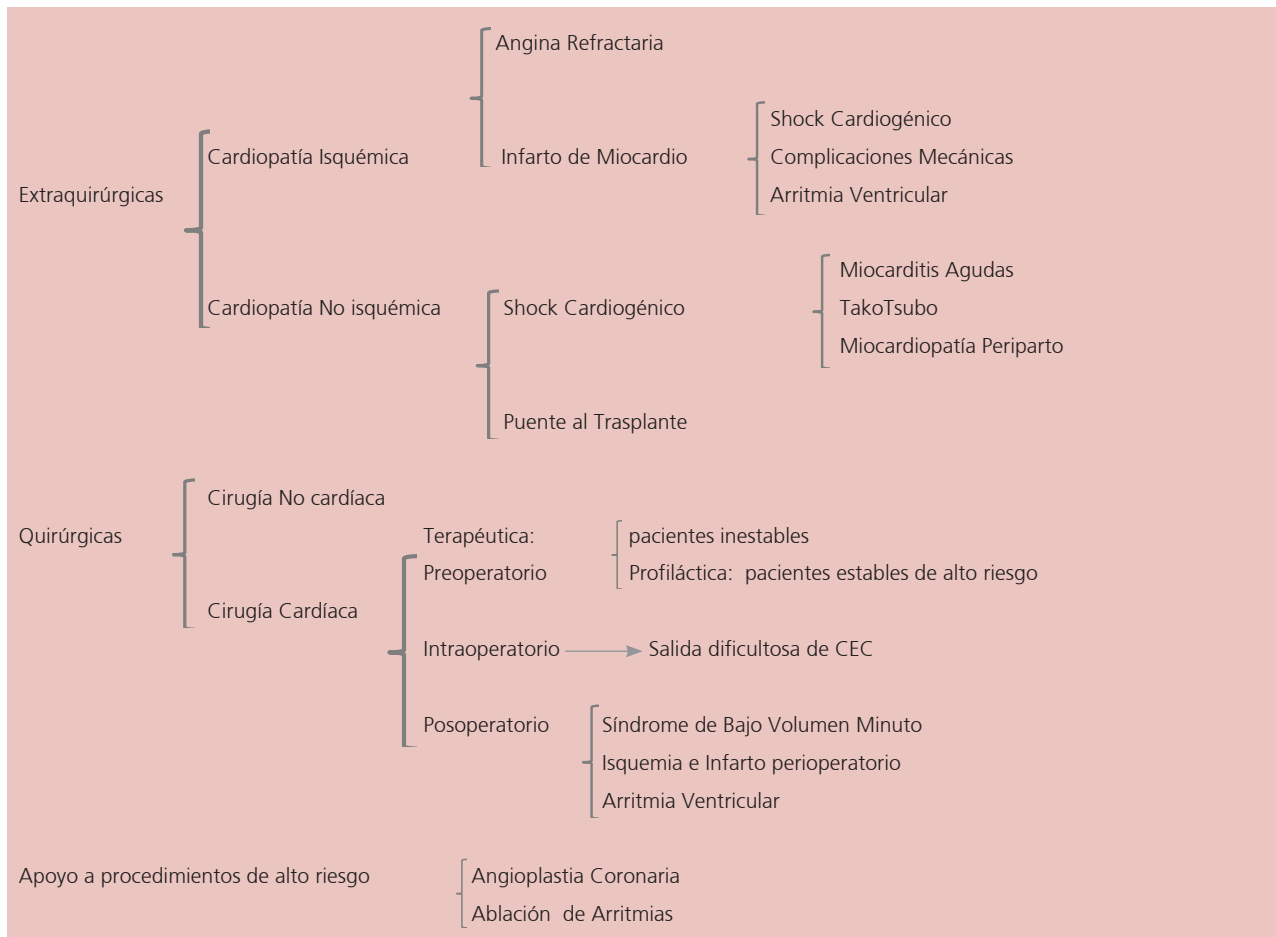 Angina Refractaria
Shock Cardiogénico
Cardiopatía Isquémica
Infarto de Miocardio
Complicaciones Mecánicas
Extraquirúrgicas
Arritmia Ventricular
Miocarditis Agudas
Cardiopatía No isquémica
Shock Cardiogénico
TakoTsubo
Miocardiopatía Periparto
Puente al Trasplante
Cirugía No cardíaca
Quirúrgicas
Terapéutica:
pacientes inestables
Preoperatorio
Profiláctica: pacientes estables de alto riesgo
Cirugía Cardíaca
Intraoperatorio
Salida dificultosa de CEC
Posoperatorio
Síndrome de Bajo Volumen Minuto
Isquemia e Infarto perioperatorio
Arritmia Ventricular
Apoyo a procedimientos de alto riesgo
Angioplastia Coronaria
Ablación de Arritmias